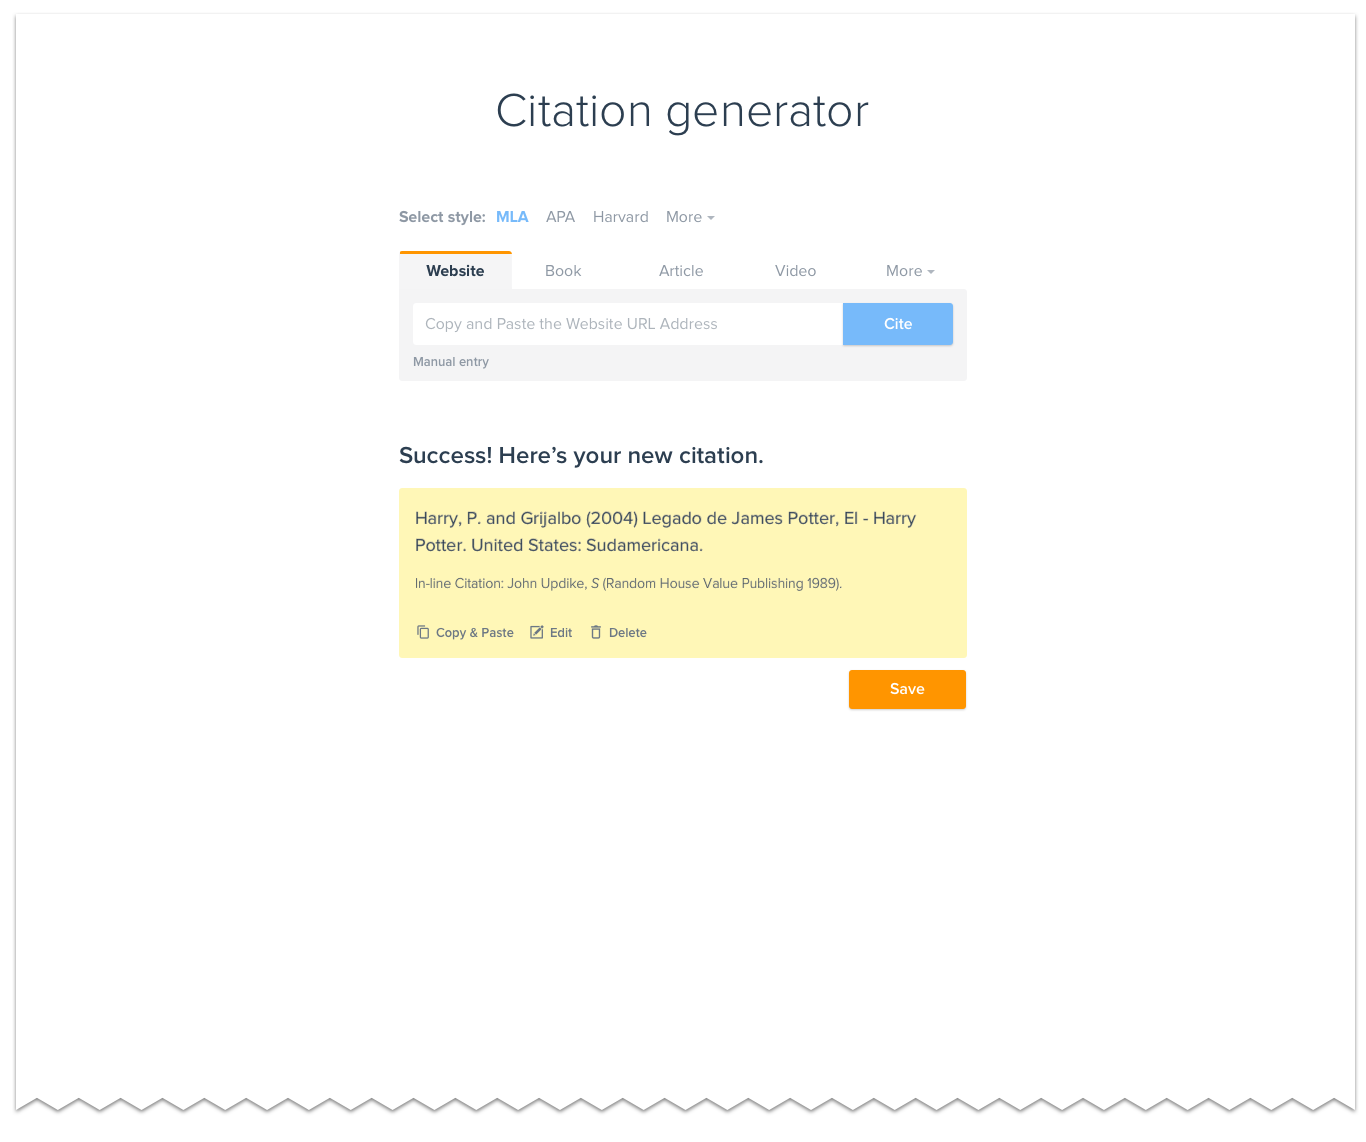 Citation generator
Select style: MLA APA Harvard More
Website Book Article Video More
Copy and Paste the Website URL Address Cite
Manual entry
Success! Here’s your new citation.
Harry, P. and Grijalbo (2004) Legado de James Potter, El - Harry
Potter. United States: Sudamericana.
In-line Citation: John Updike, S (Random House Value Publishing 1989).
Copy & Paste Edit Delete
Save